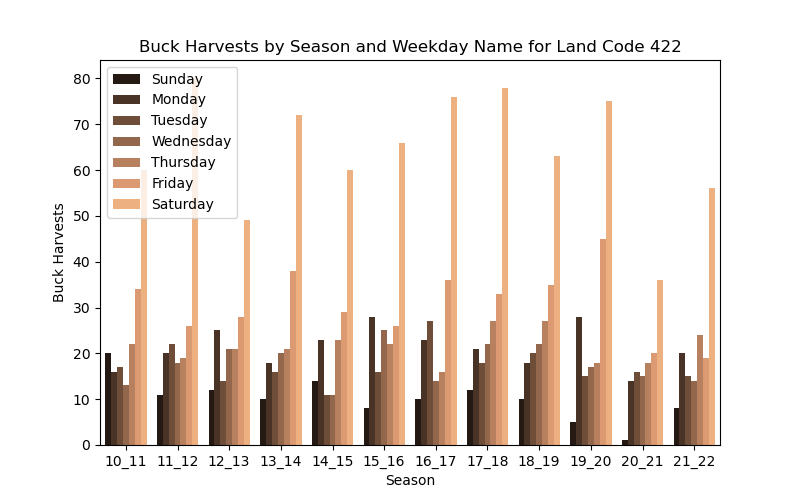 Buck Harvests by Season and Weekday Name for Land Code 422
Sunday
Monday
Tuesday
Wednesday
Thursday
Friday
Saturday
80
70
60
50
40
30
20
10
0
Buck Harvests
10_11 11_12 12_13 13_14 14_15 15_16 16_17 17_18 18_19 19_20 20_21 21_22
Season